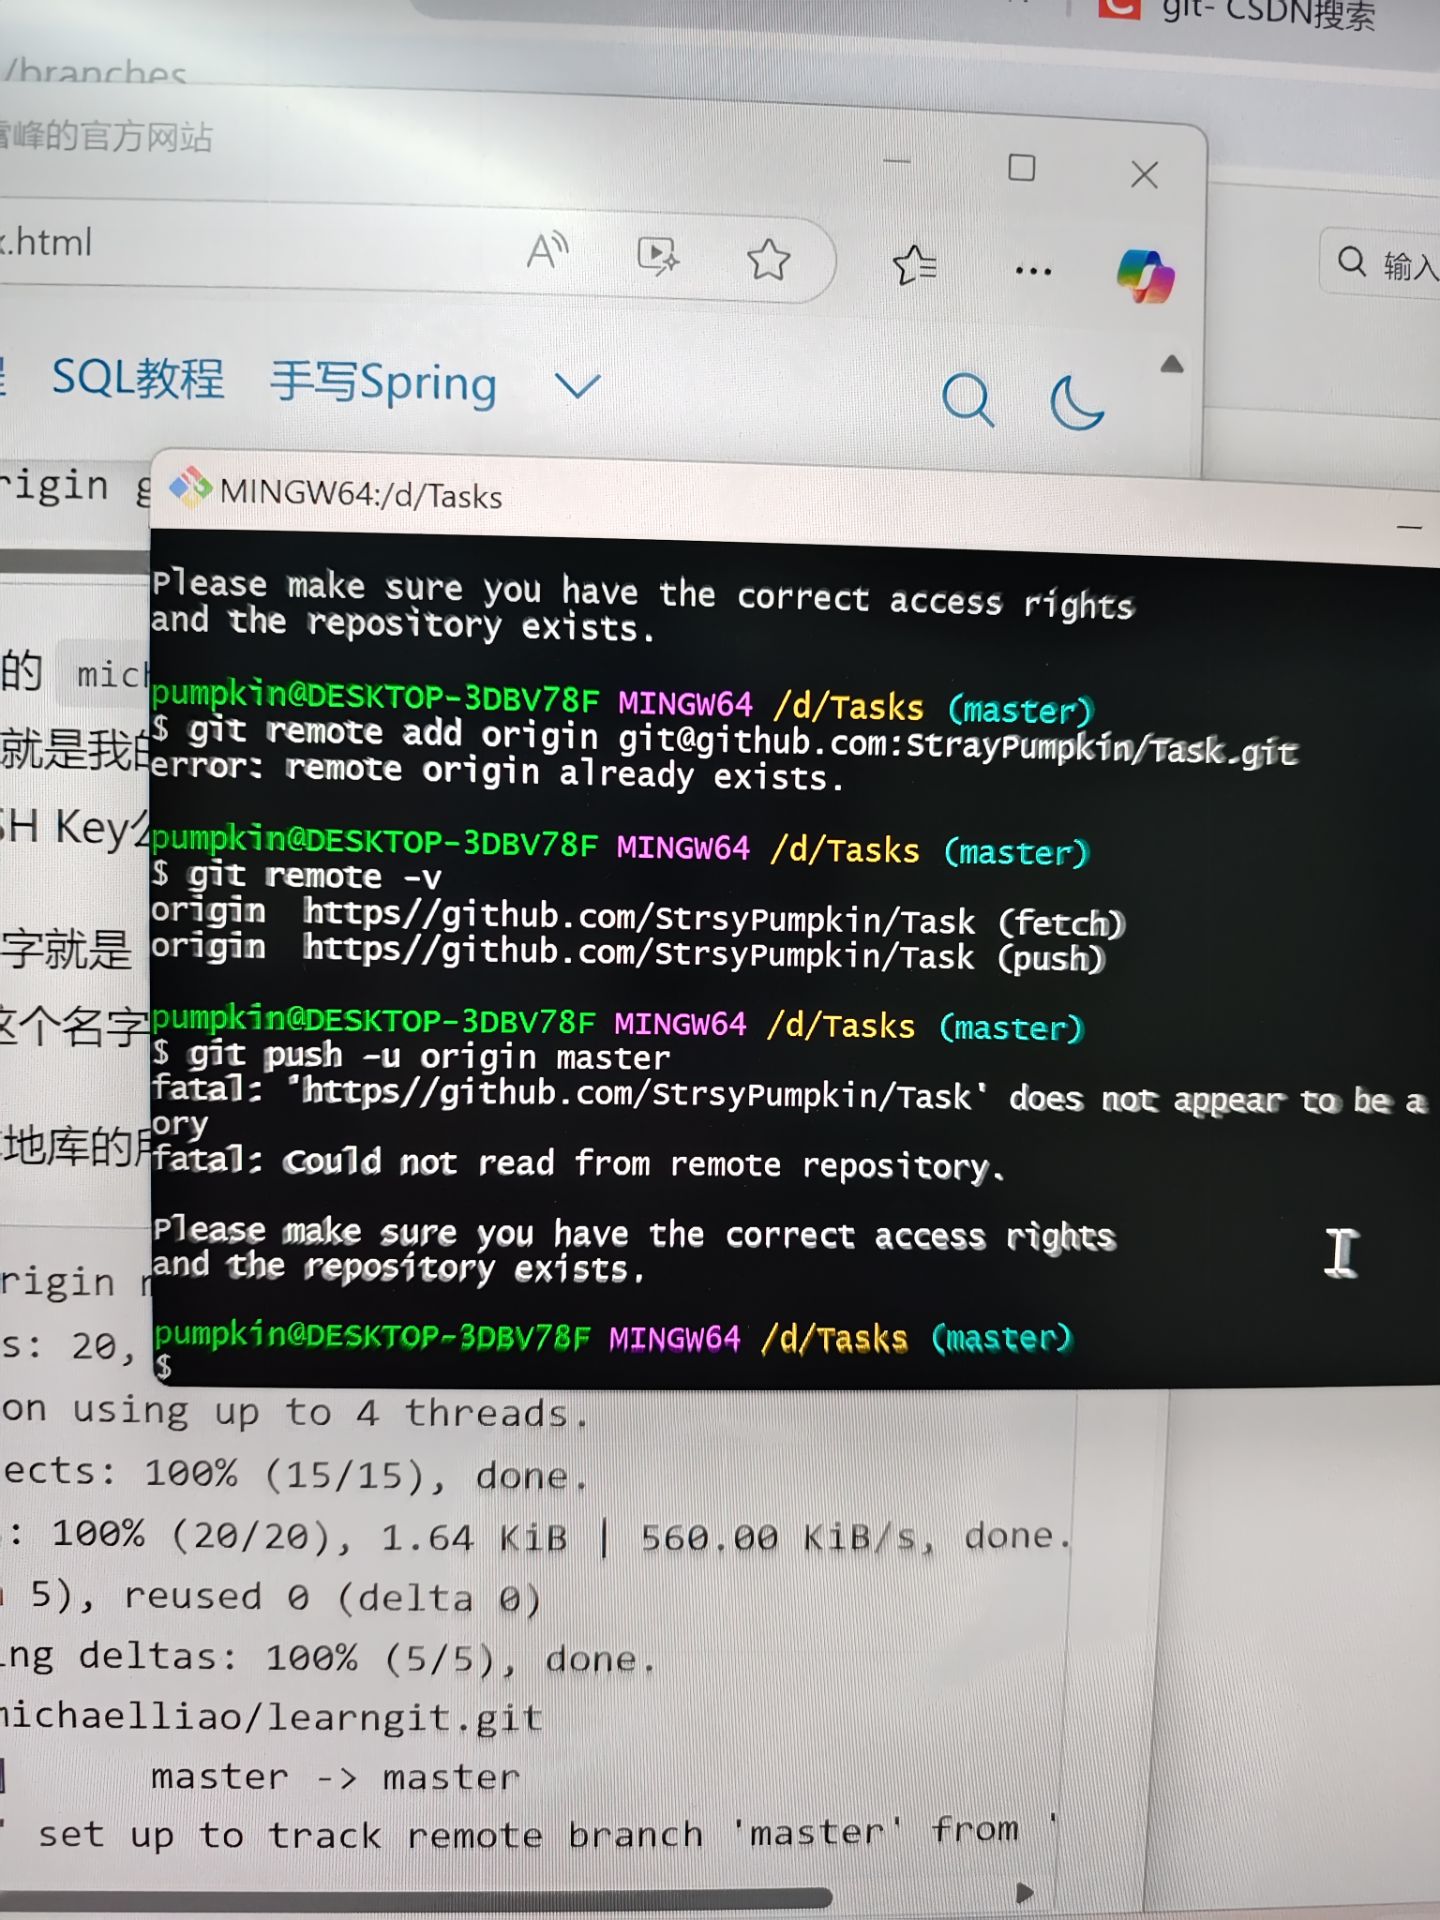 git- CSDN搜索
/branches
雪峰的官方网站
.html
输入
SQL教程 手写Spring
rigin g
MINGW64:/d/Tasks
Please make sure you have the correct access rights
and the repository exists.
的 mich
pumpkin@DESKTOP-3DBV78F MINGW64 /d/Tasks (master)
$ git remote add origin git@github.com:StrayPumpkin/Task.git
就是我的
error: remote origin already exists.
SH Key公
pumpkin@DESKTOP-3DBV78F MINGW64 /d/Tasks (master)
$ git remote -v
origin https//github.com/StrsyPumpkin/Task (fetch)
字就是
origin https//github.com/StrsyPumpkin/Task (push)
这个名字
pumpkin@DESKTOP-3DBV78F MINGW64 /d/Tasks (master)
$ git push -u origin master
fatal: 'https//github.com/StrsyPumpkin/Task' does not appear to be a
ory
地库的所
fatal: Could not read from remote repository.
Please make sure you have the correct access rights
and the repository exists.
rigin
s: 20,
pumpkin@DESKTOP-3DBV78F MINGW64 /d/Tasks (master)
$
on using up to 4 threads.
ects: 100% (15/15), done.
: 100% (20/20), 1.64 KiB | 560.00 KiB/s, done.
5), reused 0 (delta 0)
ing deltas: 100% (5/5), done.
michaelliao/learngit.git
master -> master
' set up to track remote branch 'master' from '